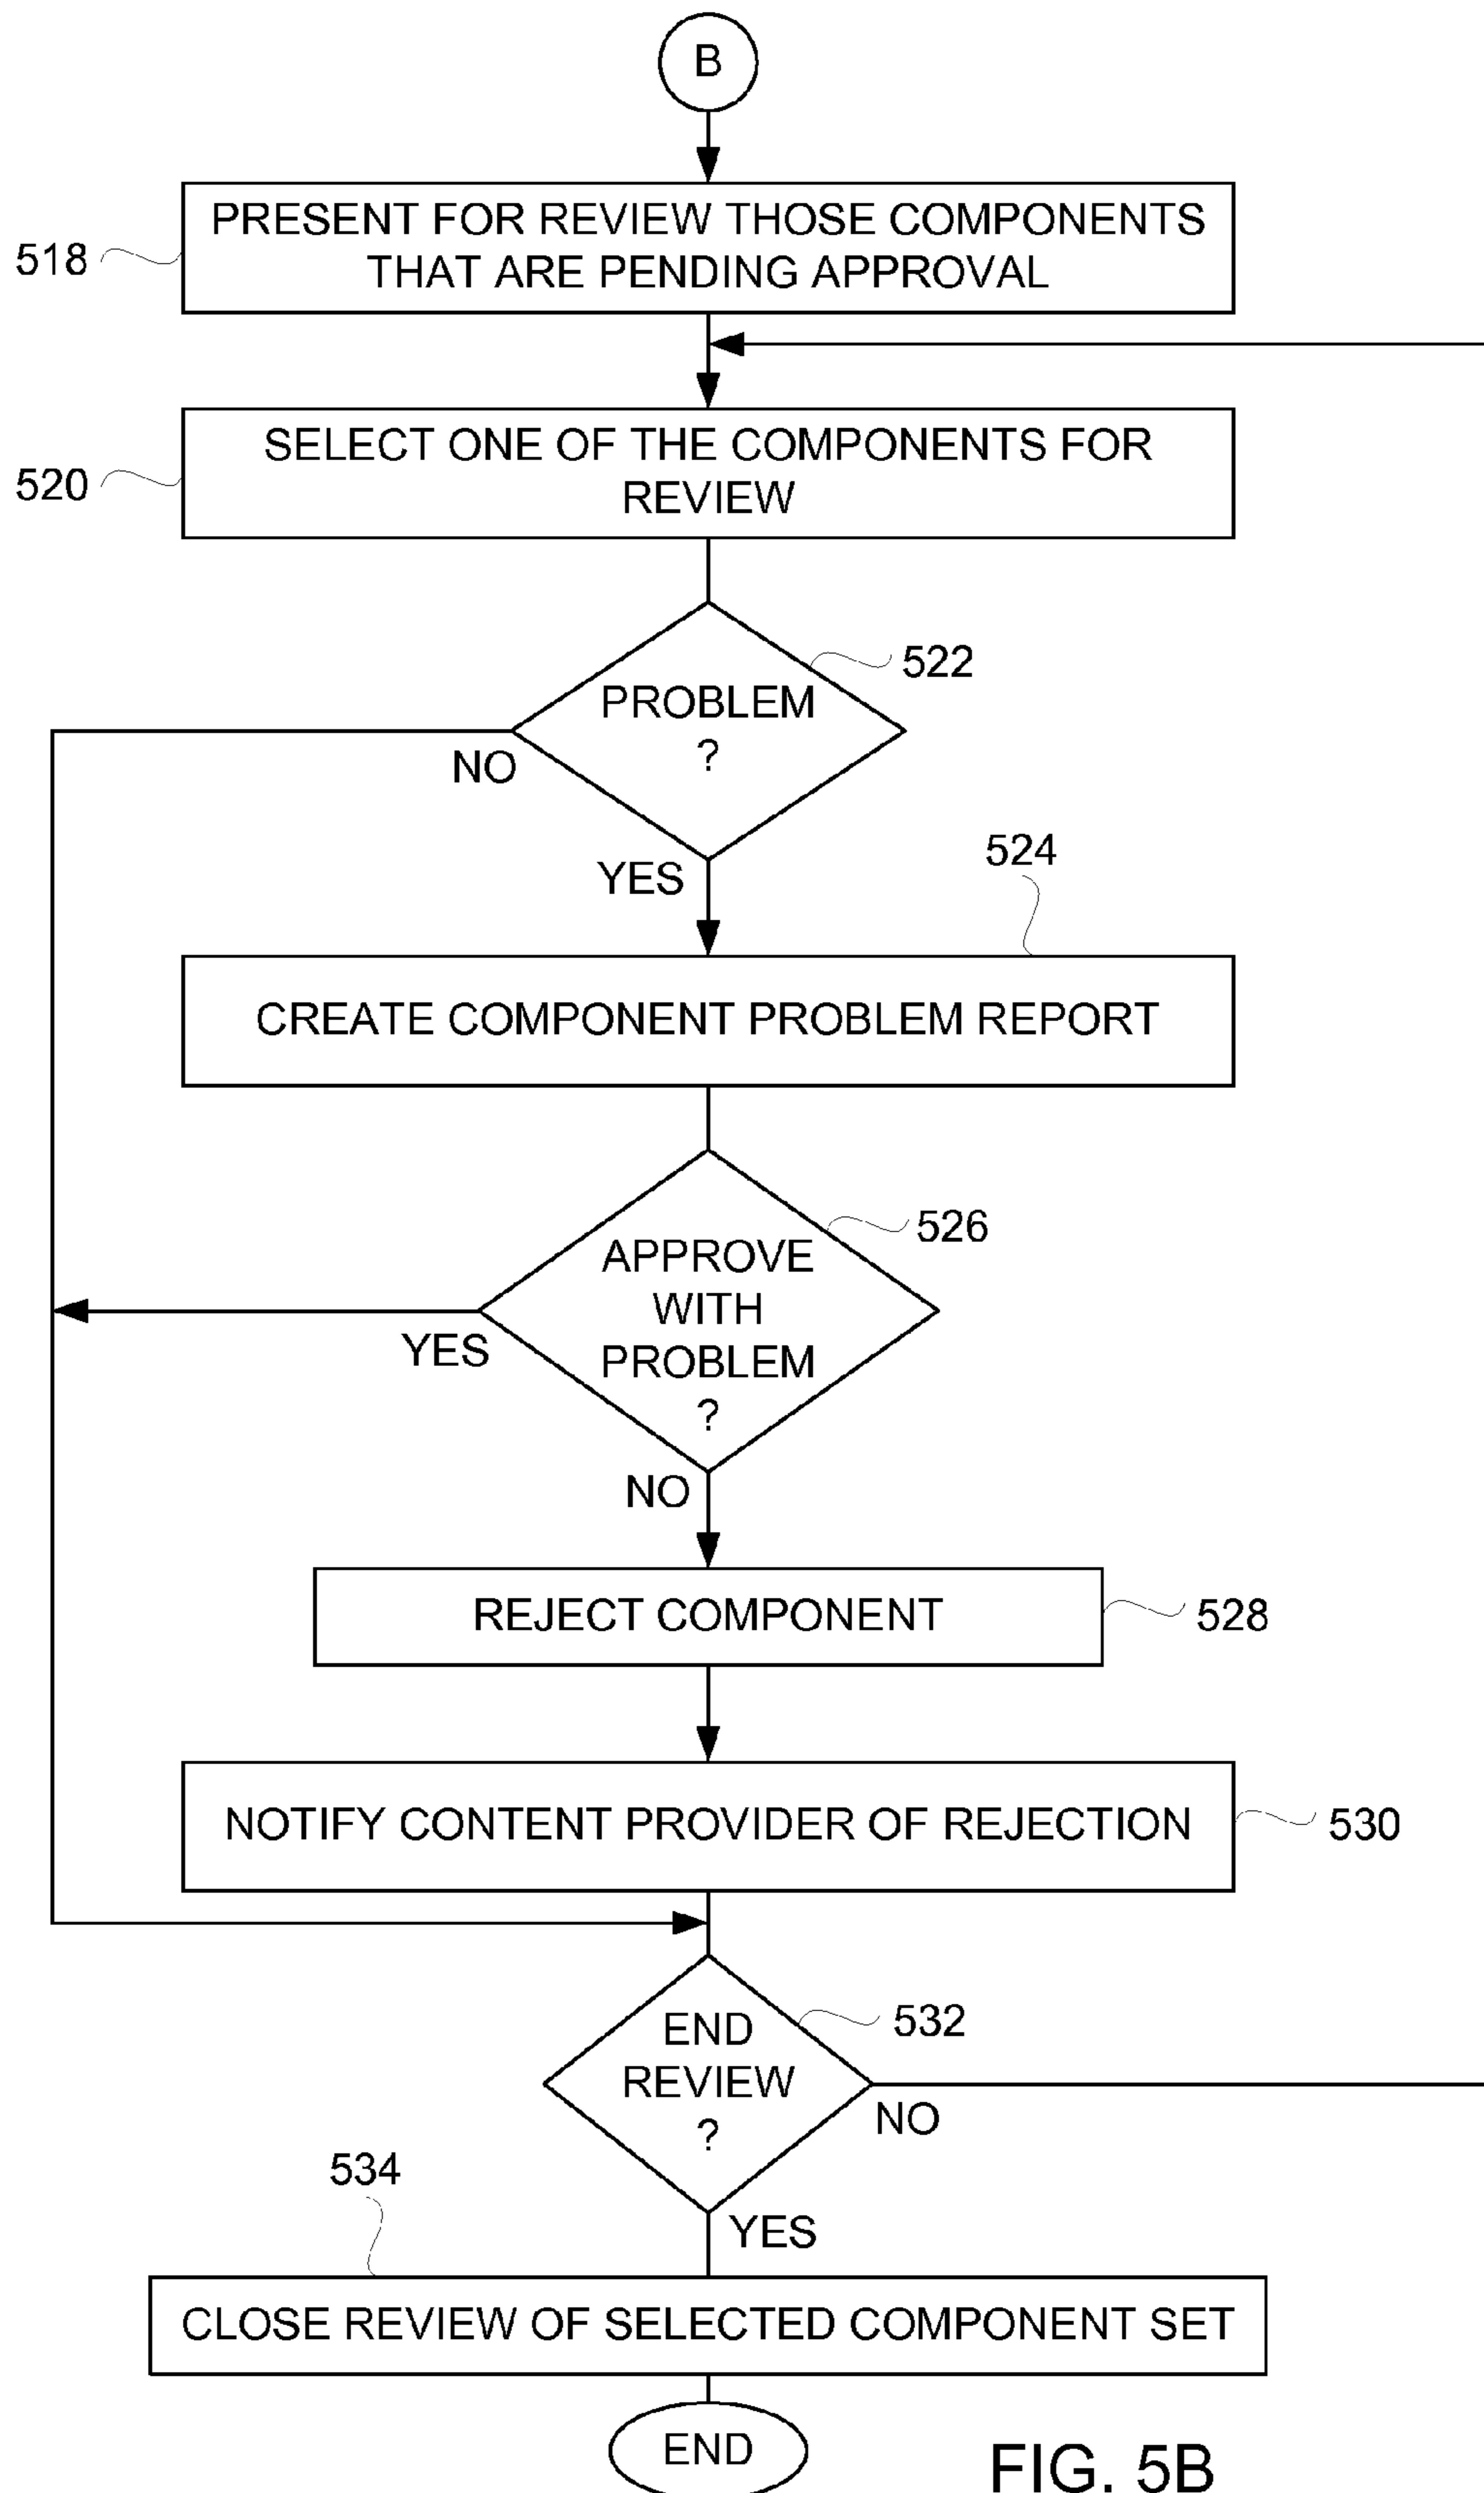 B
PRESENT FOR REVIEW THOSE COMPONENTS
THAT ARE PENDING APPROVAL
518
SELECT ONE OF THE COMPONENTS FOR
REVIEW
520
522
PROBLEM
?
NO
YES
524
CREATE COMPONENT PROBLEM REPORT
526
APPROVE
WITH
PROBLEM
?
YES
NO
REJECT COMPONENT
528
NOTIFY CONTENT PROVIDER OF REJECTION
530
532
END
REVIEW
?
NO
534
YES
CLOSE REVIEW OF SELECTED COMPONENT SET
END
FIG. 5B